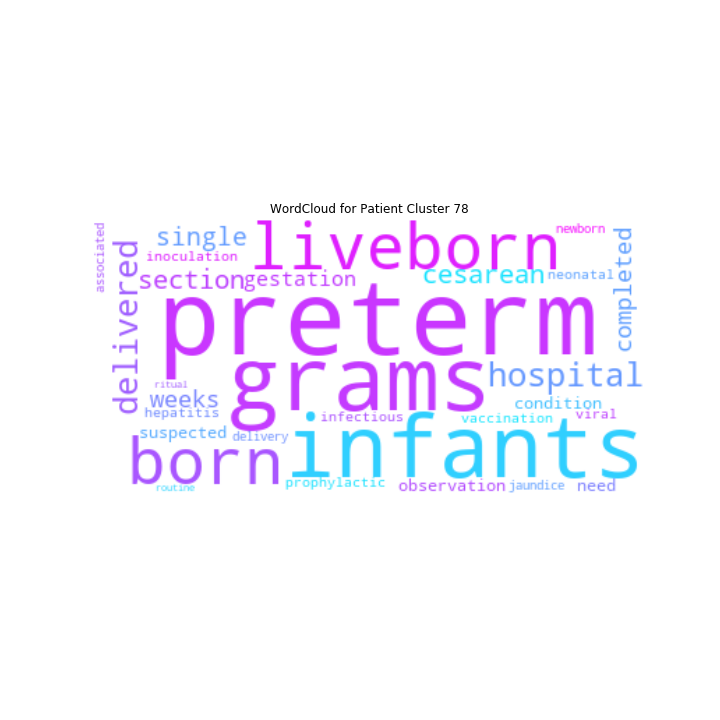 WordCloud for Patient Cluster 78
associated
delivered
single
inoculation
liveborn
newborn
section
gestation
cesarean
neonatal
completed
preterm
grams
hospital
ritual
weeks
hepatitis
condition
infectious
vaccination
viral
suspected
delivery
born
infants
routine
prophylactic
observation
jaundice
need